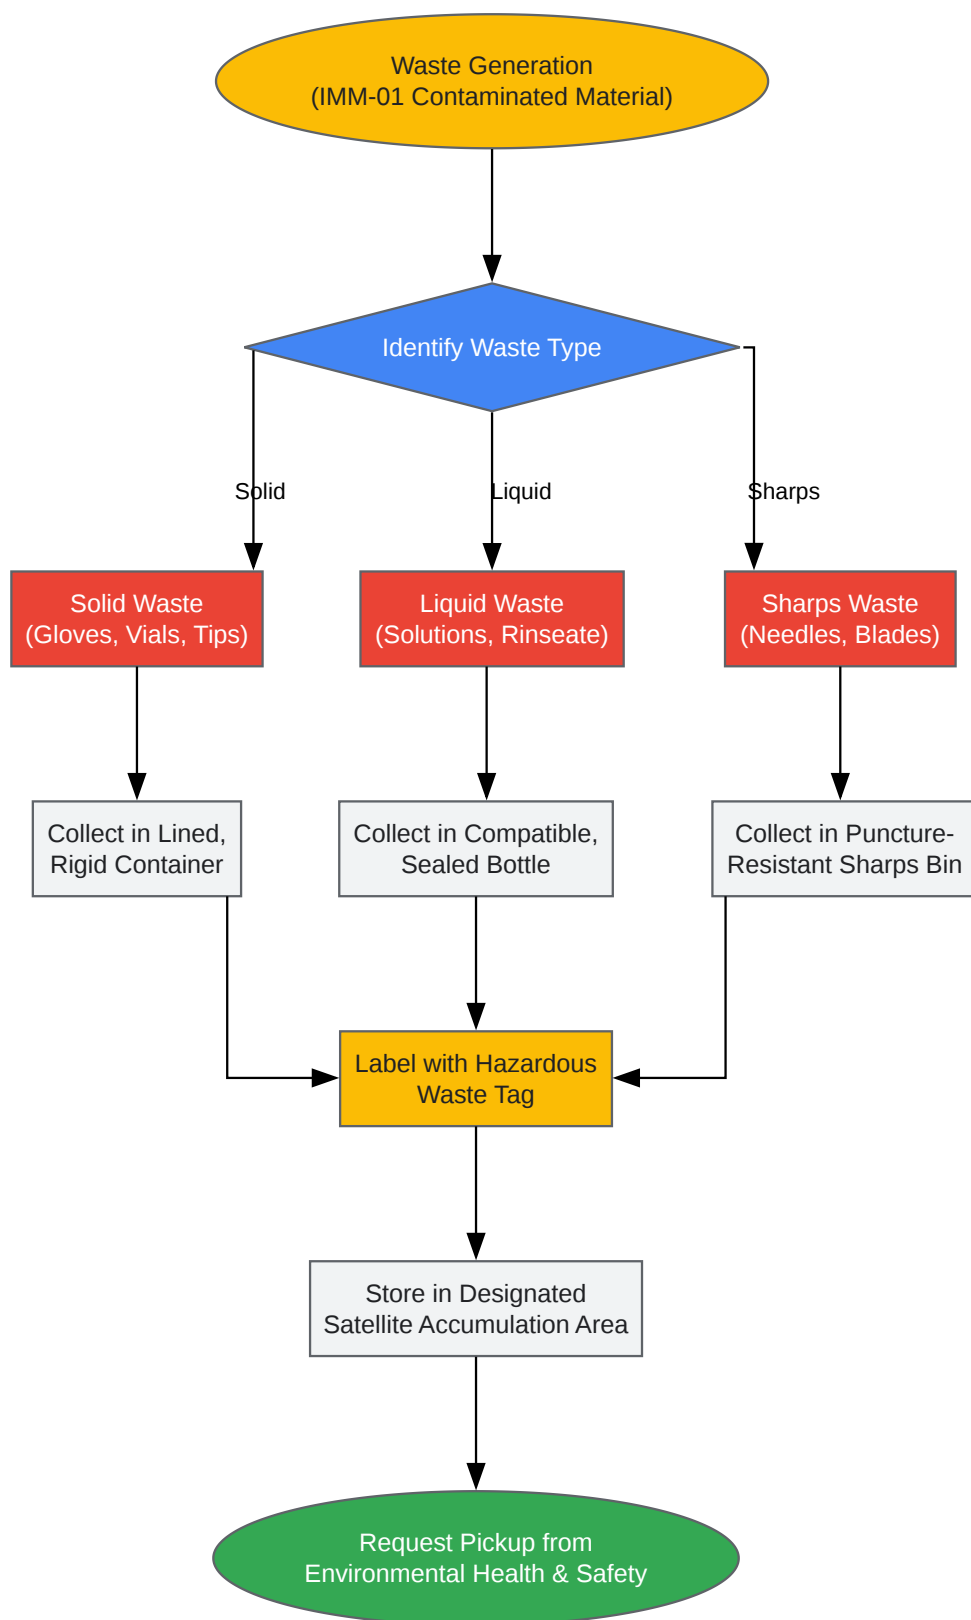 Waste Generation
(IMM-01 Contaminated Material)
Identify Waste Type
Solid
Liquid
Sharps
Solid Waste
(Gloves, Vials, Tips)
Liquid Waste
(Solutions, Rinseate)
Sharps Waste
(Needles, Blades)
Collect in Lined,
Rigid Container
Collect in Compatible,
Sealed Bottle
Collect in Puncture-
Resistant Sharps Bin
Label with Hazardous
Waste Tag
Store in Designated
Satellite Accumulation Area
Request Pickup from
Environmental Health & Safety